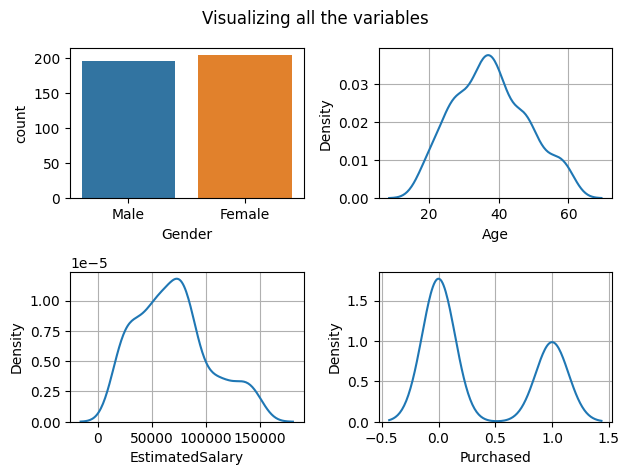 Visualizing all the variables
200
150
100
50
0
count
Male Female
Gender
0.03
0.02
0.01
0.00
Density
20 40 60
Age
1e−5
1.00
0.75
0.50
0.25
0.00
Density
0 50000 100000 150000
EstimatedSalary
1.5
1.0
0.5
0.0
Density
−0.5 0.0 0.5 1.0 1.5
Purchased